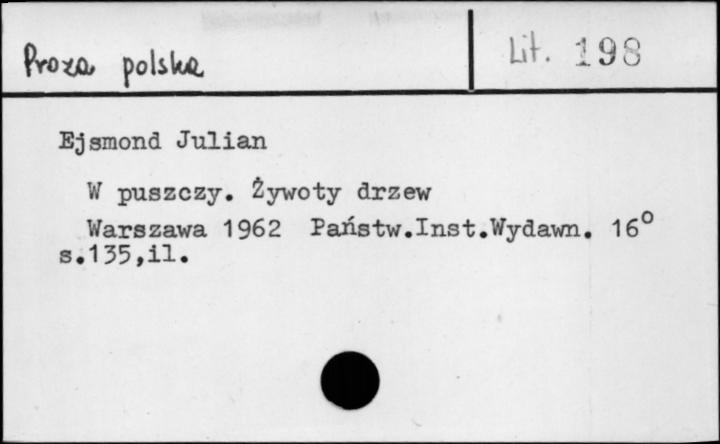 Proza polska
Lit. 198
Ejsmond Julian
W puszczy. Żywoty drzew
Warszawa 1962 Państw.Inst.Wydawn. 16°
s.135,il.